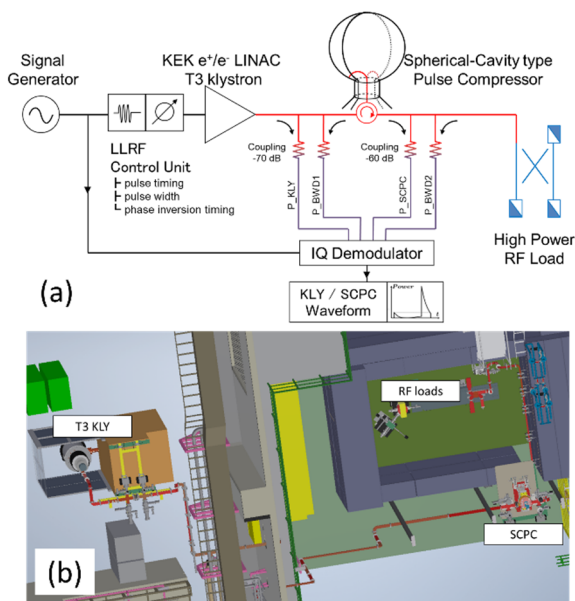 Signal
Generator
KEK e+/e- LINAC
T3 klystron
Spherical-Cavity type
Pulse Compressor
LLRF
Control Unit
pulse timing
pulse width
phase inversion timing
Coupling
-70 dB
Coupling
-60 dB
P_KLY
P_BWD1
P_SCPC
P_BWD2
High Power
RF Load
IQ Demodulator
KLY / SCPC
Waveform
Power
t
(a)
T3 KLY
RF loads
SCPC
(b)